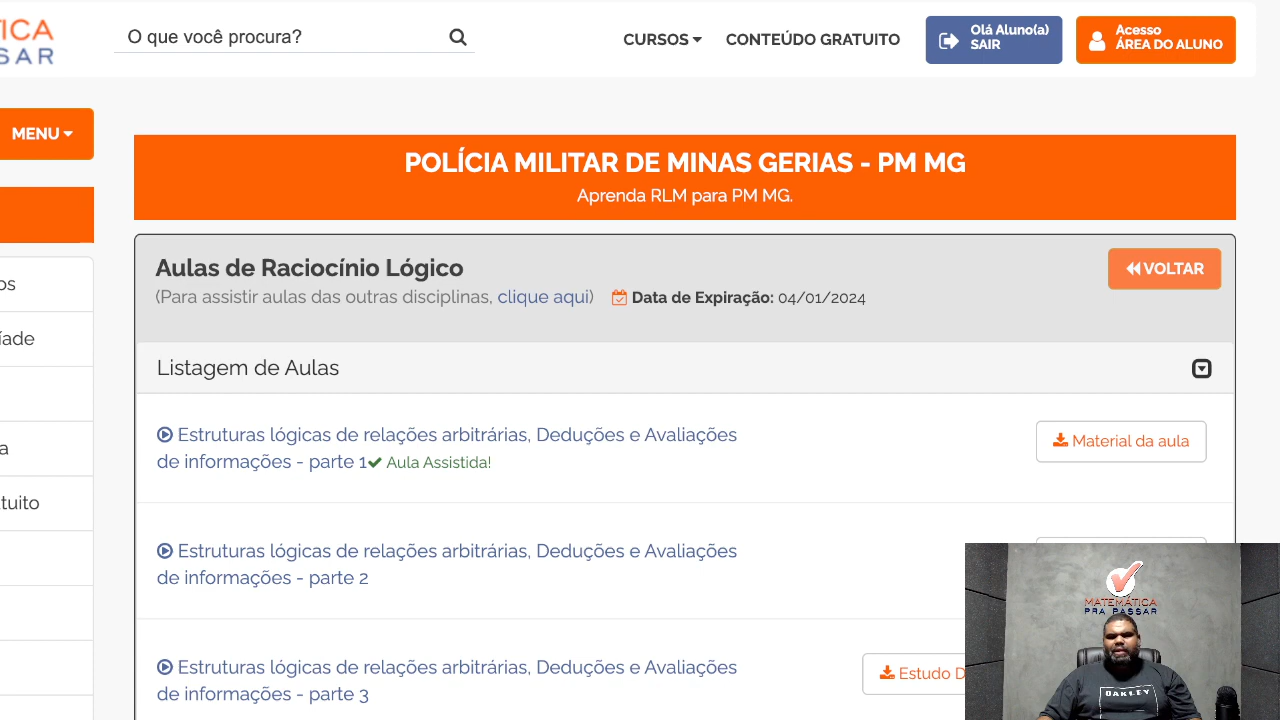 TICA
SSAR
O que você procura?
CURSOS
CONTEÚDO GRATUITO
Olá Aluno(a)
SAIR
Acesso
ÁREA DO ALUNO
MENU
POLÍCIA MILITAR DE MINAS GERIAS - PM MG
Aprenda RLM para PM MG.
Aulas de Raciocínio Lógico
VOLTAR
(Para assistir aulas das outras disciplinas, clique aqui) Data de Expiração: 04/01/2024
os
íade
Listagem de Aulas
a
tuito
Estruturas lógicas de relações arbitrárias, Deduções e Avaliações
de informações - parte 1 Aula Assistida!
Material da aula
Estruturas lógicas de relações arbitrárias, Deduções e Avaliações
de informações - parte 2
Estruturas lógicas de relações arbitrárias, Deduções e Avaliações
de informações - parte 3
Estudo D
MATEMÁTICA
PRA PASSAR
OAKLEY